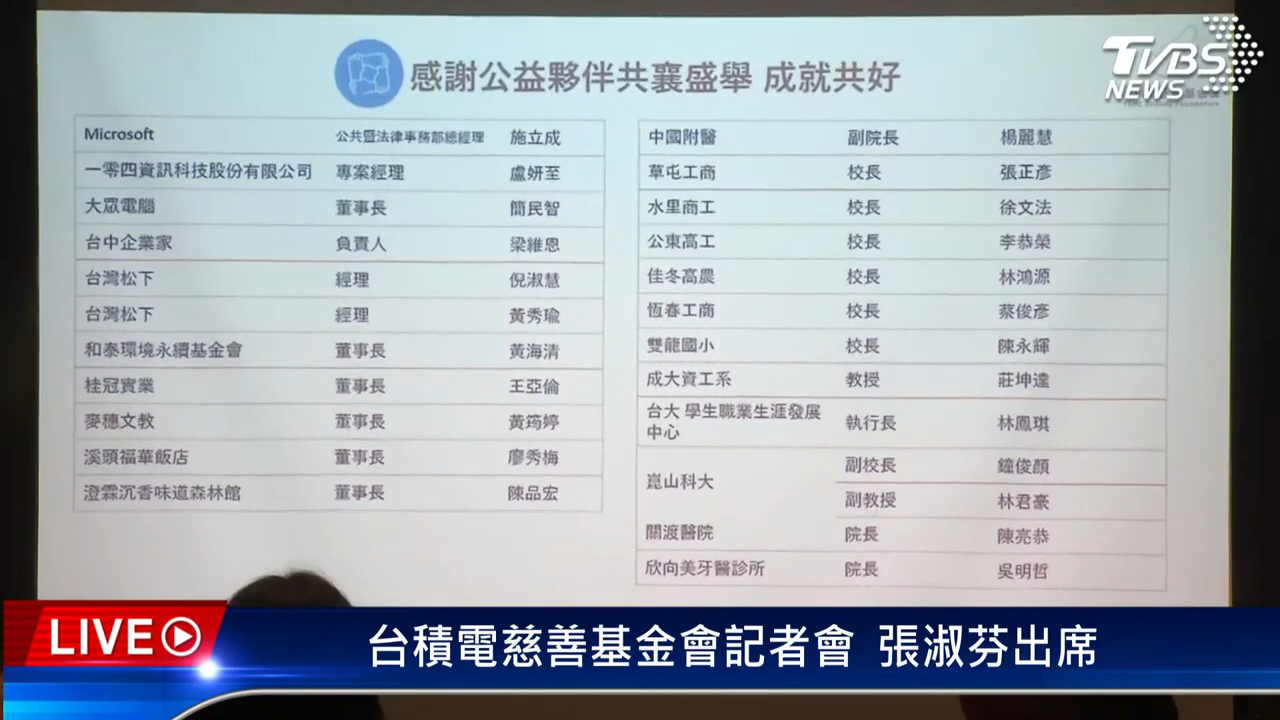 感謝公益夥伴共襄盛舉 成就共好
TVBS
NEWS
Microsoft 公共暨法律事務部總經理 施立成
一零四資訊科技股份有限公司 專案經理 盧妍至
大眾電腦 董事長 簡民智
台中企業家 負責人 梁維恩
台灣松下 經理 倪淑慧
台灣松下 經理 黃秀瑜
和泰環境永續基金會 董事長 黃海清
桂冠實業 董事長 王亞倫
麥穗文教 董事長 黃筠婷
溪頭福華飯店 董事長 廖秀梅
澄霖沉香味道森林館 董事長 陳品宏
中國附醫 副院長 楊麗慧
草屯工商 校長 張正彥
水里商工 校長 徐文法
公東高工 校長 李恭榮
佳冬高農 校長 林鴻源
恆春工商 校長 蔡俊彥
雙龍國小 校長 陳永輝
成大資工系 教授 莊坤達
台大 學生職業生涯發展
中心 執行長 林鳳琪
崑山科大 副校長 鐘俊顏
副教授 林君豪
關渡醫院 院長 陳亮恭
欣向美牙醫診所 院長 吳明哲
LIVE
台積電慈善基金會記者會 張淑芬出席